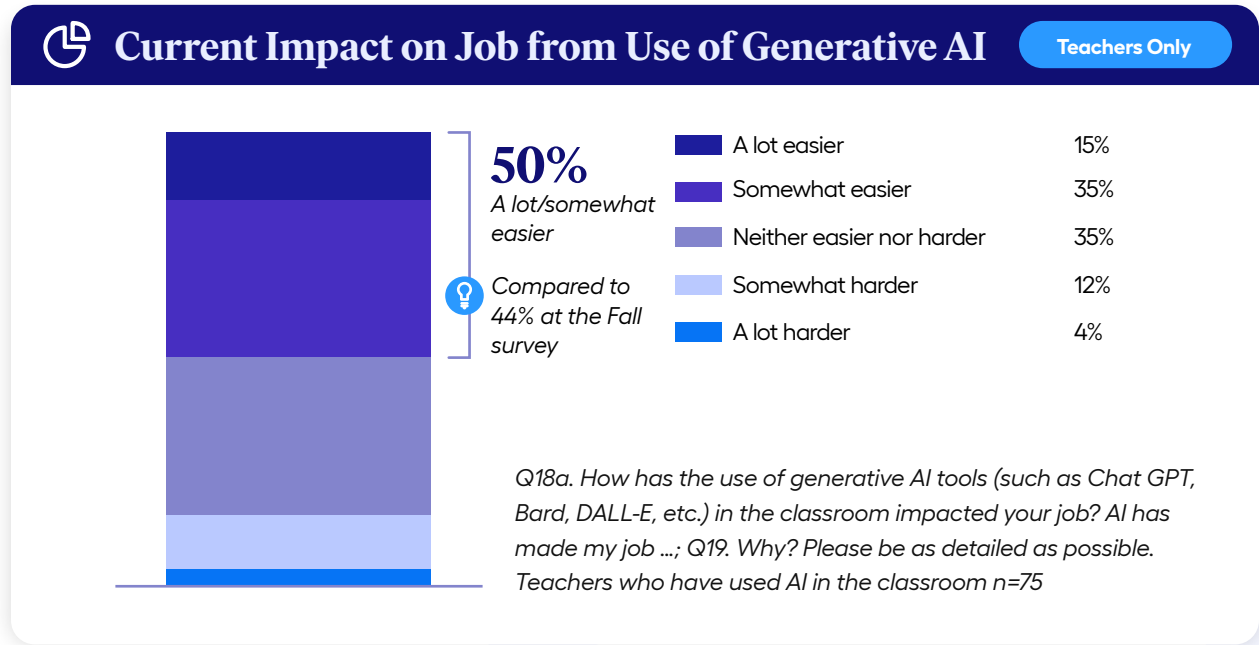 Current Impact on Job from Use of Generative AI
Teachers Only
50%
A lot/somewhat
easier
Compared to
44% at the Fall
survey
A lot easier 15%
Somewhat easier 35%
Neither easier nor harder 35%
Somewhat harder 12%
A lot harder 4%
Q18a. How has the use of generative AI tools (such as Chat GPT,
Bard, DALL-E, etc.) in the classroom impacted your job? AI has
made my job ...; Q19. Why? Please be as detailed as possible.
Teachers who have used AI in the classroom n=75